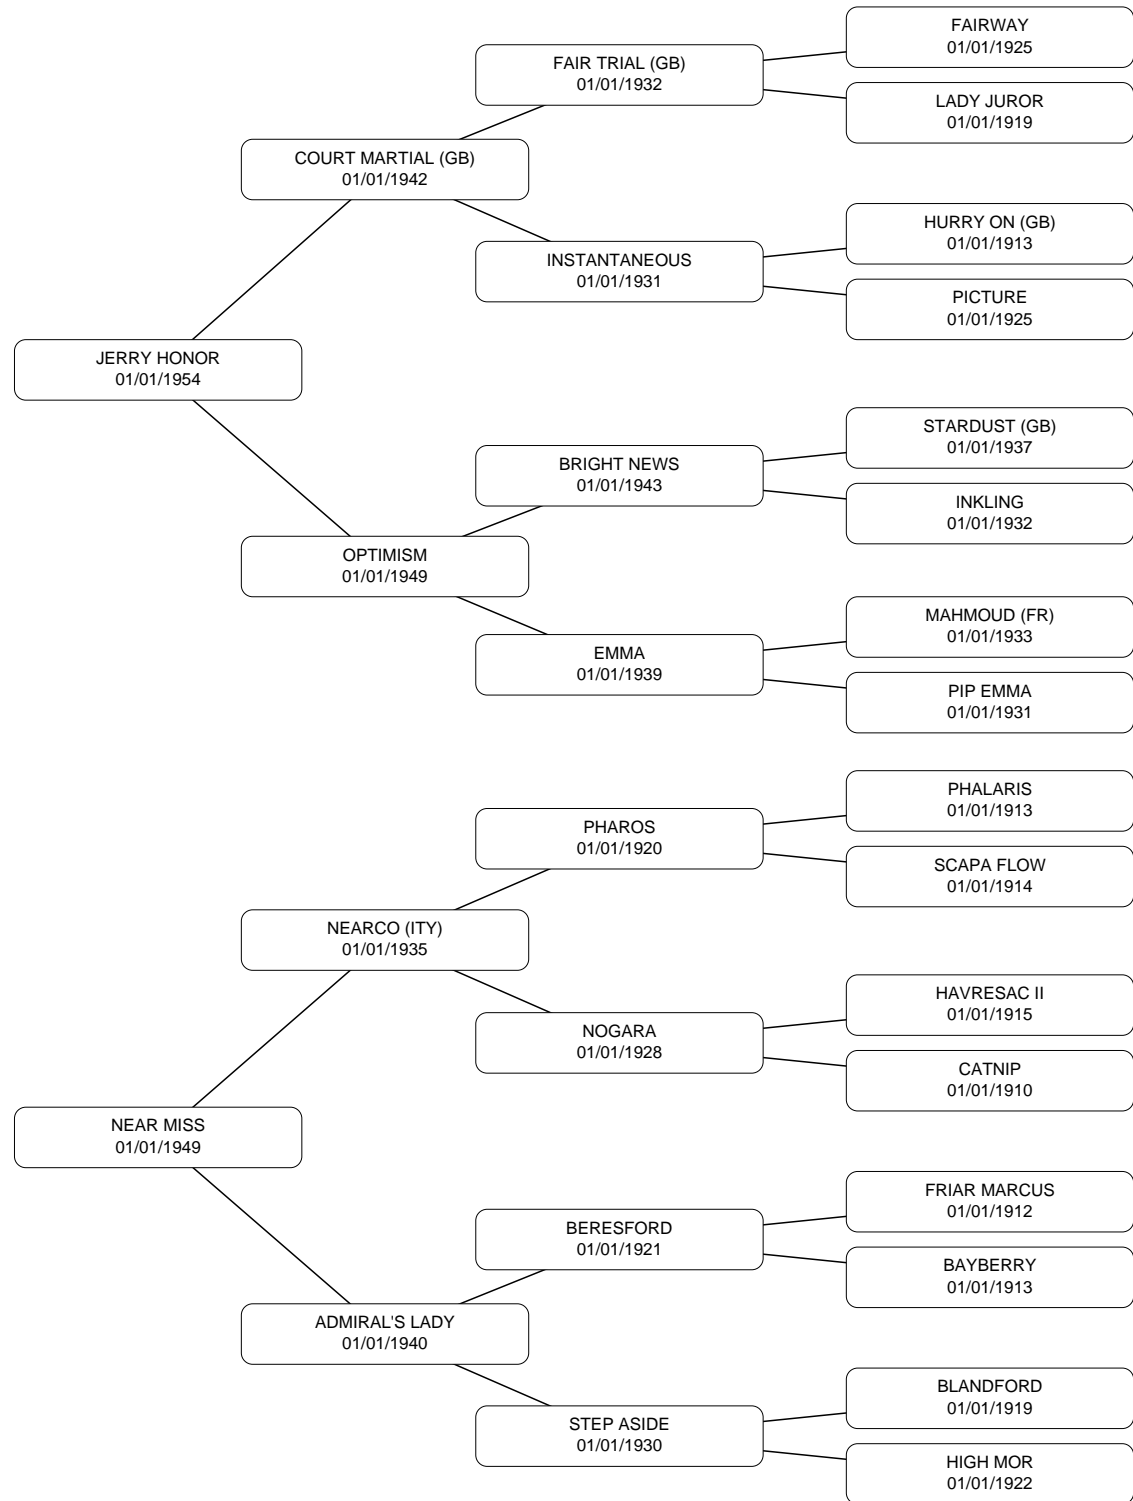 FAIRWAY
01/01/1925
FAIR TRIAL (GB)
01/01/1932
LADY JUROR
01/01/1919
COURT MARTIAL (GB)
01/01/1942
HURRY ON (GB)
01/01/1913
INSTANTANEOUS
01/01/1931
PICTURE
01/01/1925
JERRY HONOR
01/01/1954
STARDUST (GB)
01/01/1937
BRIGHT NEWS
01/01/1943
INKLING
01/01/1932
OPTIMISM
01/01/1949
MAHMOUD (FR)
01/01/1933
EMMA
01/01/1939
PIP EMMA
01/01/1931
PHALARIS
01/01/1913
PHAROS
01/01/1920
SCAPA FLOW
01/01/1914
NEARCO (ITY)
01/01/1935
HAVRESAC II
01/01/1915
NOGARA
01/01/1928
CATNIP
01/01/1910
NEAR MISS
01/01/1949
FRIAR MARCUS
01/01/1912
BERESFORD
01/01/1921
BAYBERRY
01/01/1913
ADMIRAL'S LADY
01/01/1940
BLANDFORD
01/01/1919
STEP ASIDE
01/01/1930
HIGH MOR
01/01/1922